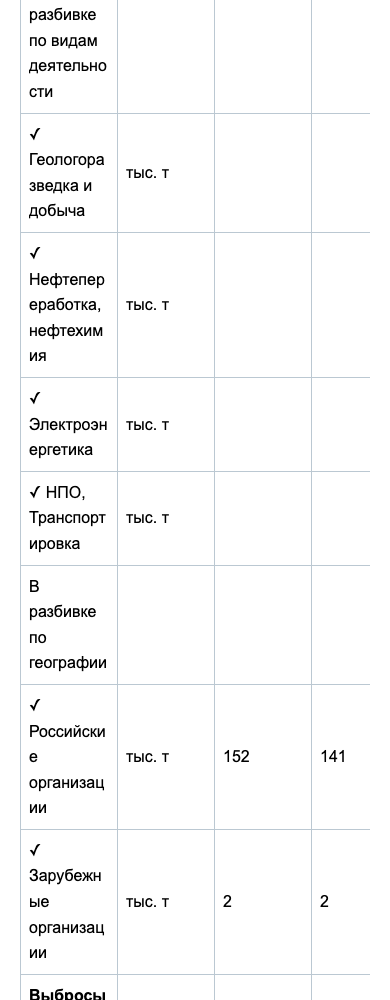 разбивке
по видам
деятельно
сти
✓
Геологора
зведка и
добыча
тыс. т
✓
Нефтепер
еработка,
нефтехим
ия
тыс. т
✓
Электроэн
ергетика
тыс. т
✓ НПО,
Транспорт
ировка
тыс. т
В
разбивке
по
географии
✓
Российски
е
организац
ии
тыс. т
152
141
✓
Зарубежн
ые
организац
ии
тыс. т
2
2
Выбросы